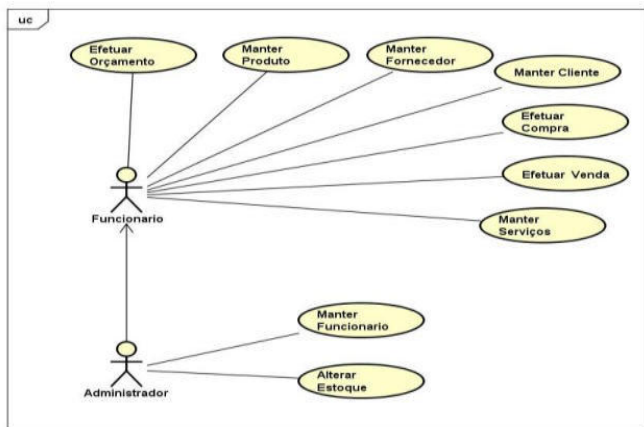 uc
Efetuar
Orçamento
Manter
Produto
Manter
Fornecedor
Manter Cliente
Efetuar
Compra
Efetuar Venda
Manter
Serviços
Funcionario
Manter
Funcionario
Alterar
Estoque
Administrador